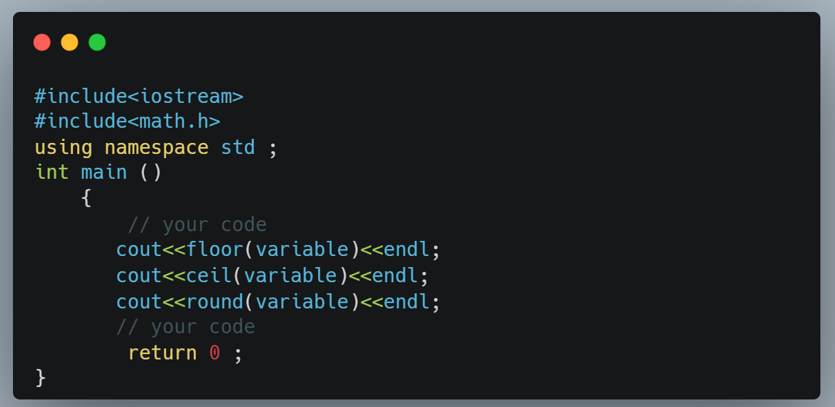 #include<iostream>
#include<math.h>
using namespace std ;
int main ()
    {
        // your code
       cout<<floor(variable)<<endl;
       cout<<ceil(variable)<<endl;
       cout<<round(variable)<<endl;
       // your code
        return 0 ;
}